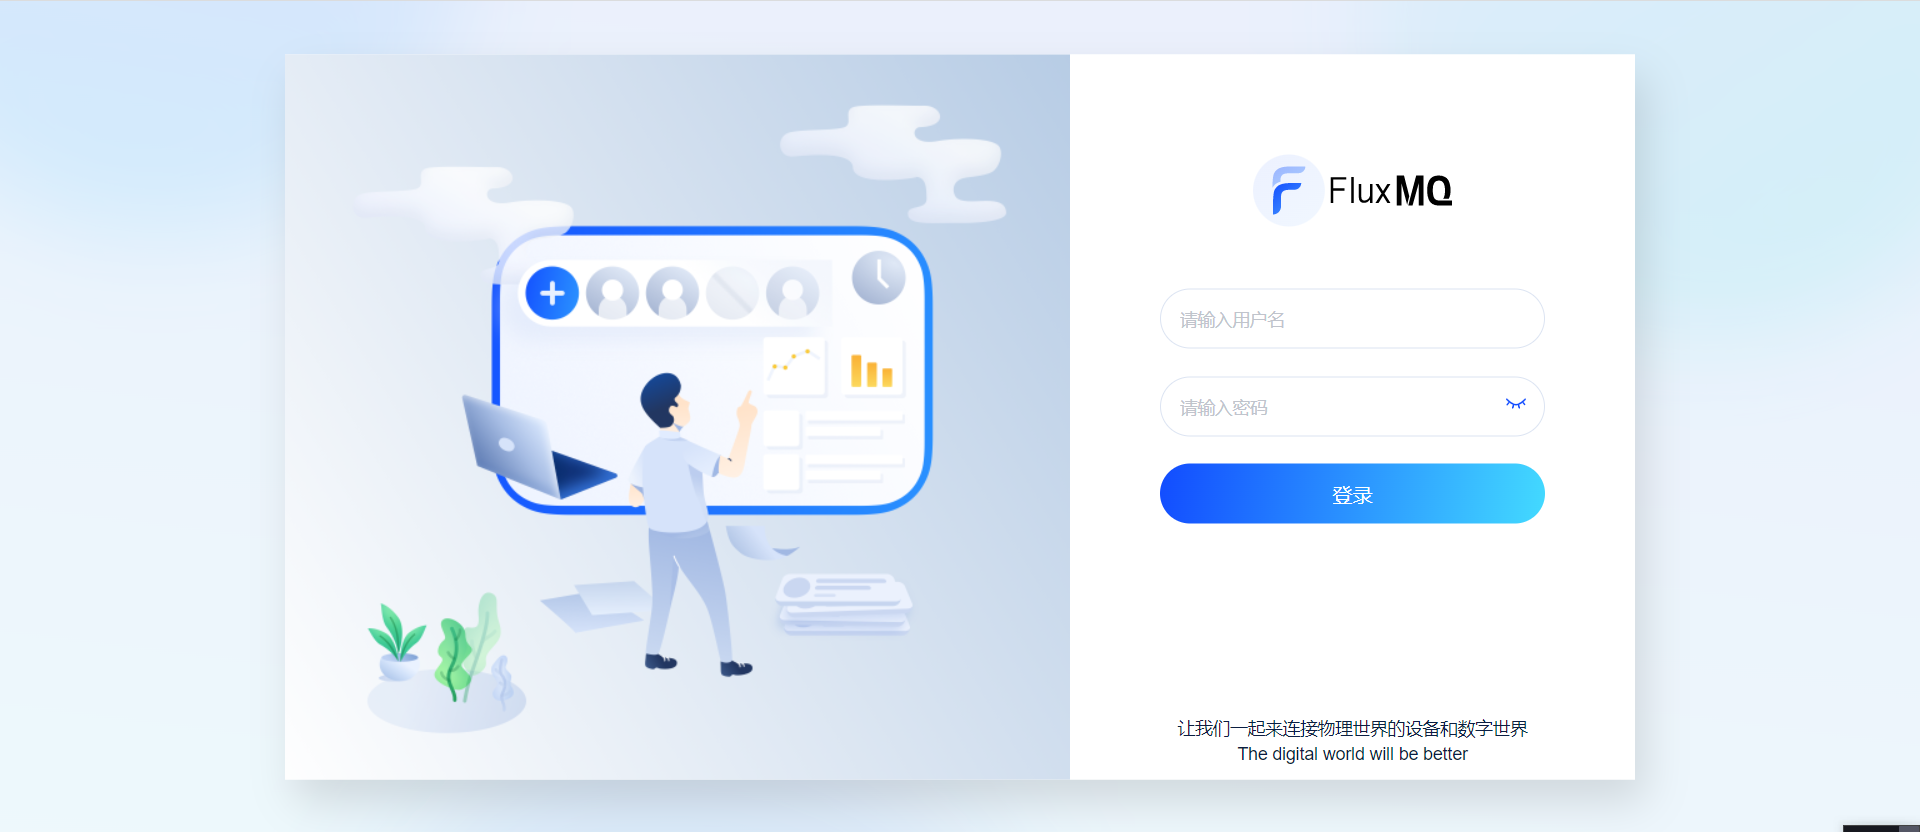 FluxMQ
请输入用户名
请输入密码
登录
让我们一起来连接物理世界的设备和数字世界
The digital world will be better